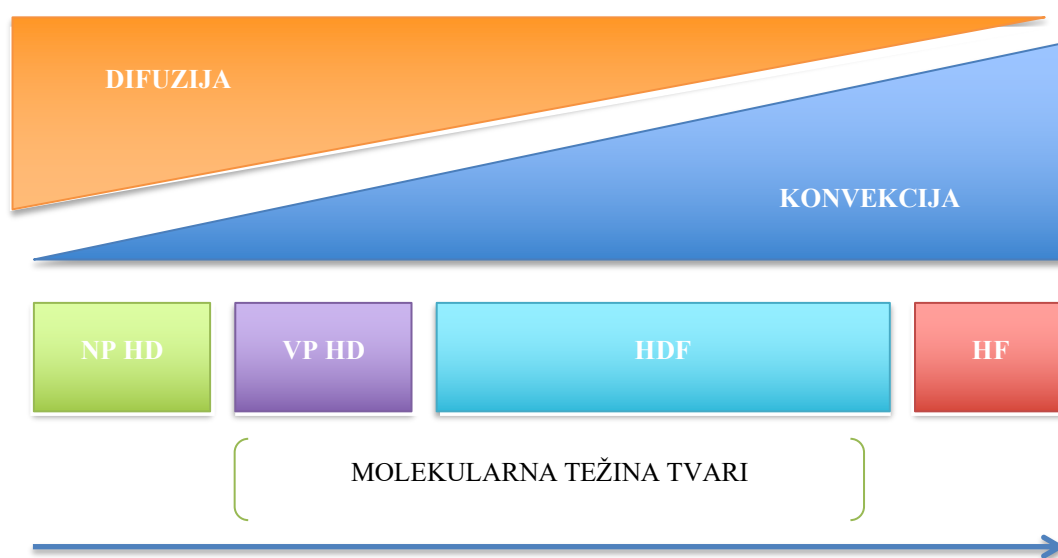 DIFUZIJA
KONVEKCIJA
NP HD
VP HD
HDF
HF
MOLEKULARNA TEŽINA TVARI